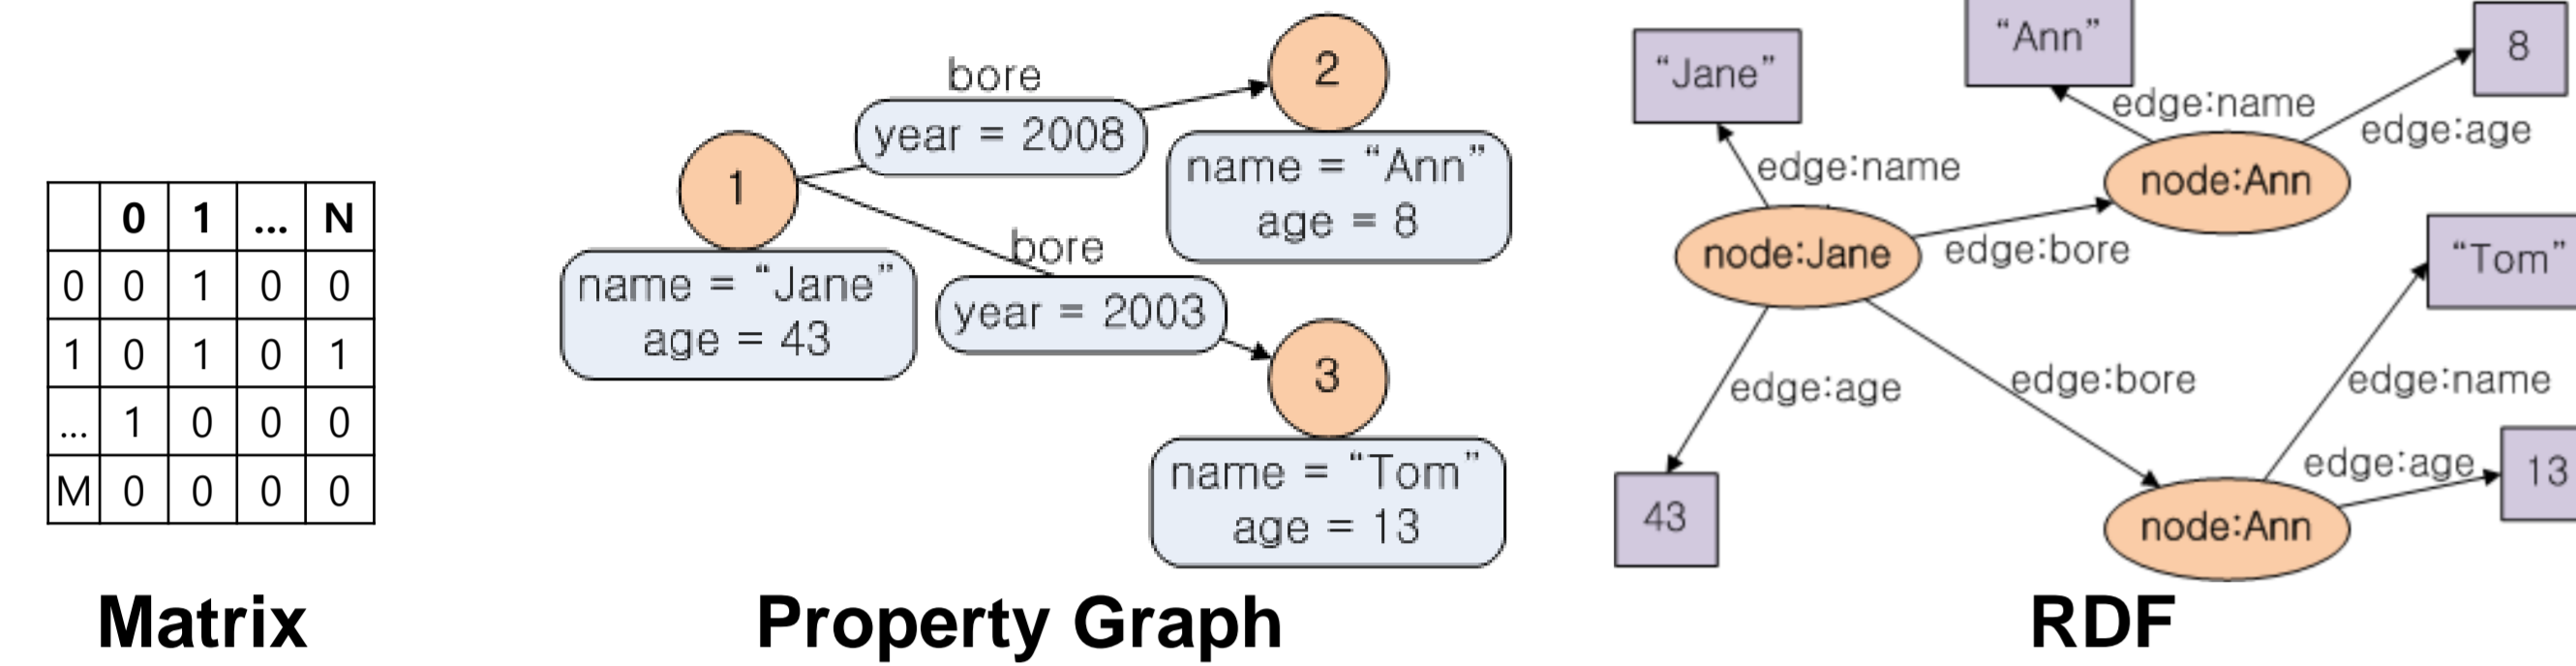 0 1 ... N
0 0 1 0 0
1 0 1 0 1
... 1 0 0 0
M 0 0 0 0
Matrix
bore
year = 2008
1
name = “Jane”
age = 43
2
name = “Ann”
age = 8
bore
year = 2003
3
name = “Tom”
age = 13
Property Graph
“Jane”
“Ann”
8
edge:name
edge:age
edge:name
node:Ann
node:Jane
edge:bore
“Tom”
edge:age
edge:bore
edge:name
edge:age
13
43
node:Ann
RDF